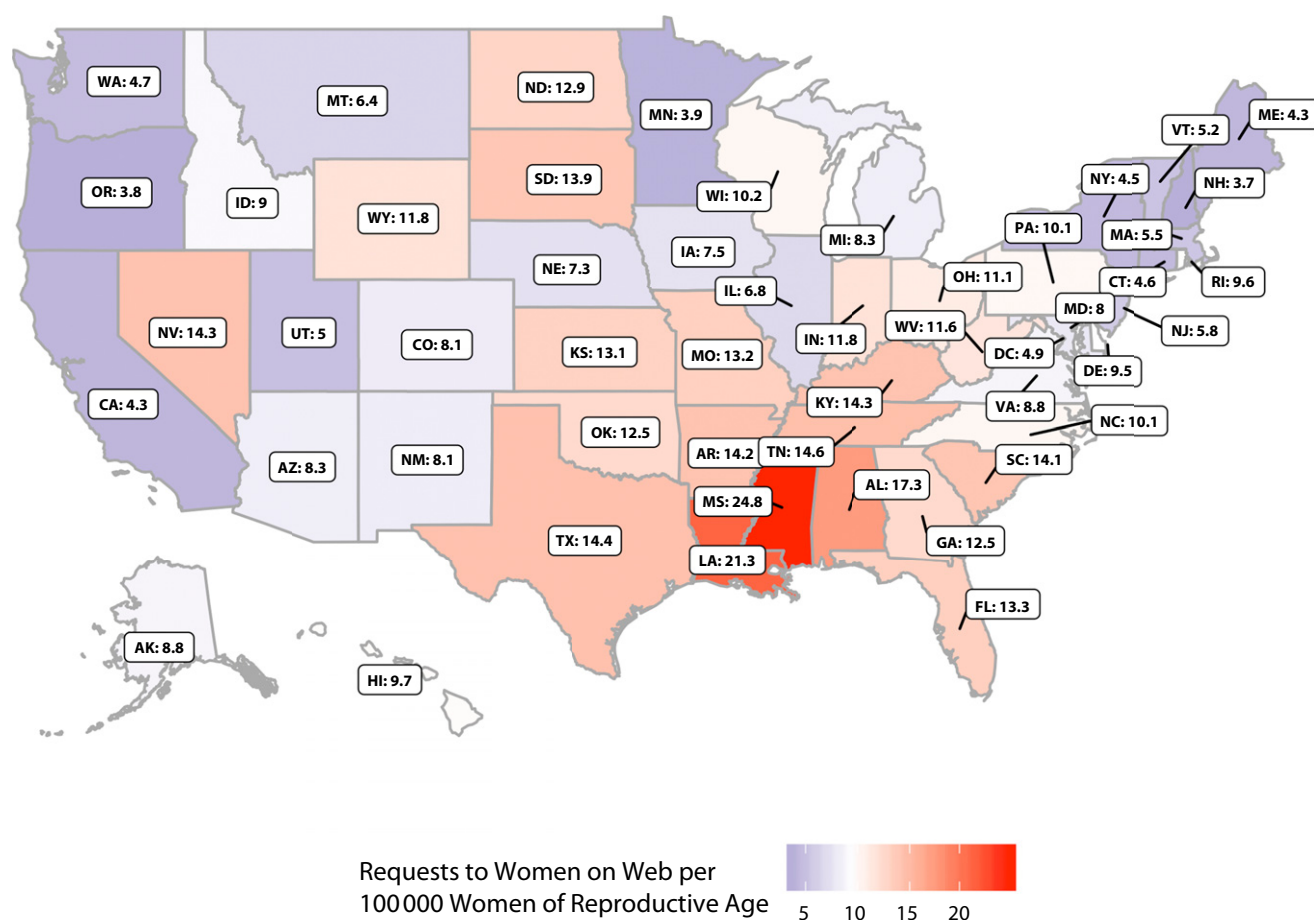 WA: 4.7
MT: 6.4
ND: 12.9
MN: 3.9
ME: 4.3
VT: 5.2
OR: 3.8
ID: 9
WY: 11.8
SD: 13.9
WI: 10.2
NY: 4.5
NH: 3.7
MI: 8.3
PA: 10.1
MA: 5.5
NE: 7.3
IA: 7.5
IL: 6.8
OH: 11.1
CT: 4.6
RI: 9.6
NV: 14.3
UT: 5
CO: 8.1
KS: 13.1
MO: 13.2
IN: 11.8
WV: 11.6
MD: 8
NJ: 5.8
DC: 4.9
DE: 9.5
CA: 4.3
KY: 14.3
VA: 8.8
NC: 10.1
AZ: 8.3
NM: 8.1
OK: 12.5
AR: 14.2
TN: 14.6
SC: 14.1
MS: 24.8
AL: 17.3
TX: 14.4
LA: 21.3
GA: 12.5
FL: 13.3
AK: 8.8
HI: 9.7
Requests to Women on Web per
100 000 Women of Reproductive Age
5 10 15 20